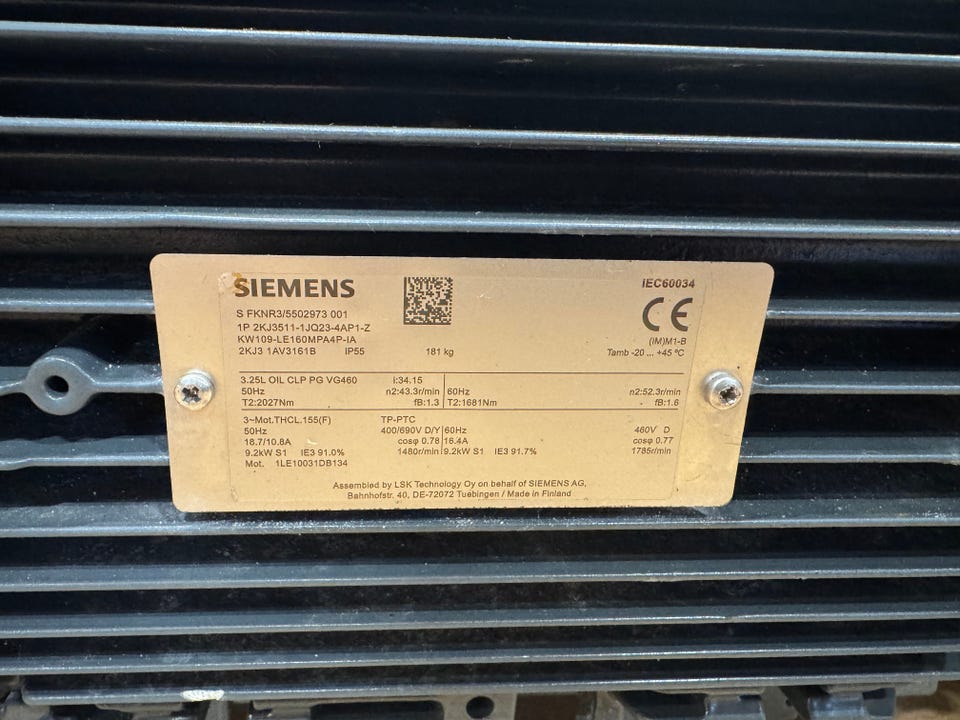 SIEMENS
IEC60034
S FKNR3/5502973 001
CE
1P 2KJ3511-1JQ23-4AP1-Z
KW109-LE160MPA4P-IA
(IM)M1-B
2KJ3 1AV3161B IP55 181 kg Tamb -20 ... +45 ºC
3.25L OIL CLP PG VG460 i:34.15
50Hz n2:43.3r/min 60Hz n2:52.3r/min
T2:2027Nm fB:1.3 T2:1681Nm - fB:1.6
3~Mot.THCL.155(F) TP-PTC
50Hz 400/690V D/Y 60Hz 460V D
18.7/10.8A cosφ 0.78 16.4A cosφ 0.77
9.2kW S1 IE3 91.0% 1480r/min 9.2kW S1 IE3 91.7% 1785r/min
Mot. 1LE10031DB134
Assembled by LSK Technology Oy on behalf of SIEMENS AG,
Bahnhofstr. 40, DE-72072 Tuebingen / Made in Finland